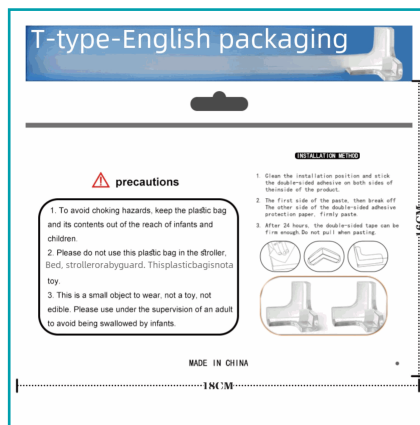 T-type-English packaging
INSTALLATION METHOD
precautions
1. To avoid choking hazards, keep the plastic bag
and its contents out of the reach of infants and
children.
2. Please do not use this plastic bag in the stroller,
Bed, strollerorabyguard. Thisplasticbagisnota
toy.
3. This is a small object to wear, not a toy, not
edible. Please use under the supervision of an adult
to avoid being swallowed by infants.
1. Glean the installation position and stick
the double-sided adhesive on both sides of
theinside of the product.
2. The first side of the paste, then break off
The other side of the double-sided adhesive
protection paper, firmly paste.
3. After 24 hours, the double-sided tape can be
firm enough.Do not pull when pasting.
MADE IN CHINA
18CM
16CM